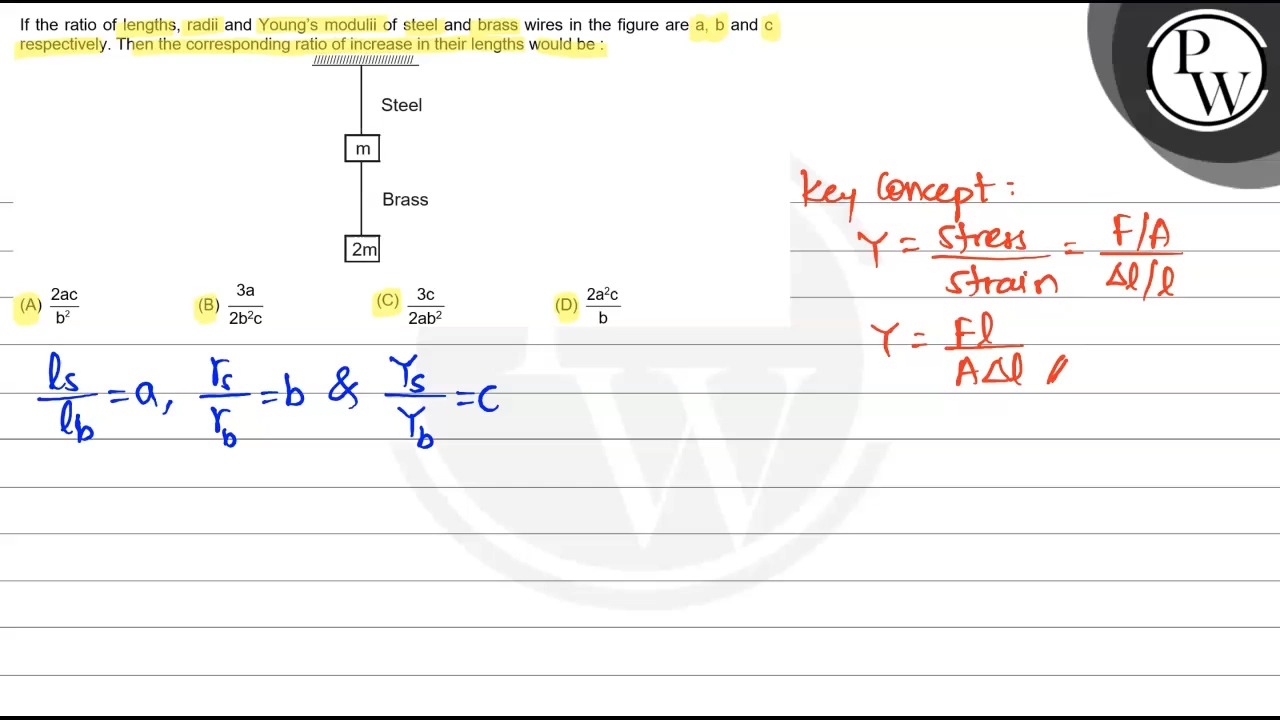 If the ratio of lengths, radii and Young's modulii of steel and brass wires in the figure are a, b and c
respectively. Then the corresponding ratio of increase in their lengths would be :
Steel
m
Brass
2m
(A) 2ac/b² (B) 3a/2b²c (C) 3c/2ab² (D) 2a²c/b
ls/lb = a, rs/rb = b & Ys/Yb = c
Key Concept :
Y = Stress/Strain = F/A / Δl/l
Y = Fl/AΔl
P
W